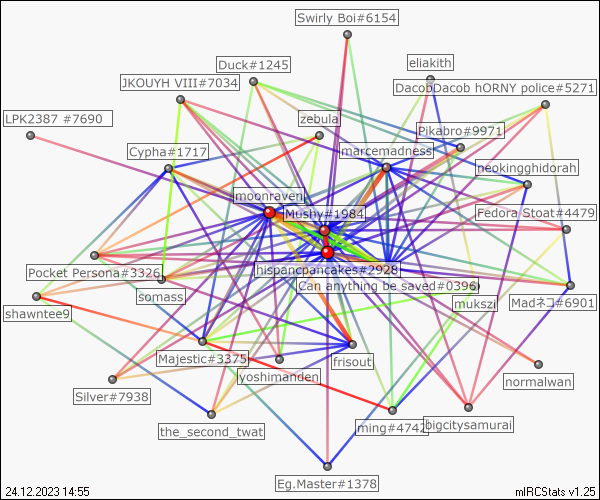 Swirly Boi#6154
Duck#1245
eliakith
JKOUYH VIII#7034
DacobDacob hORNY police#5271
LPK2387 #7690
zebula
Pikabro#9971
Cypha#1717
marcemadness
neokingghidorah
moonraven
Mushy#1984
Fedora Stoat#4479
Pocket Persona#3326
hispancpancakes#2928
Can anything be saved#0396
somass
mukszi
Madネコ#6901
shawntee9
Majestic#3375
frisout
yoshimanden
normalwan
Silver#7938
the_second_twat
ming#4742
bigcitysamurai
Eg.Master#1378
24.12.2023 14:55
mIRCStats v1.25